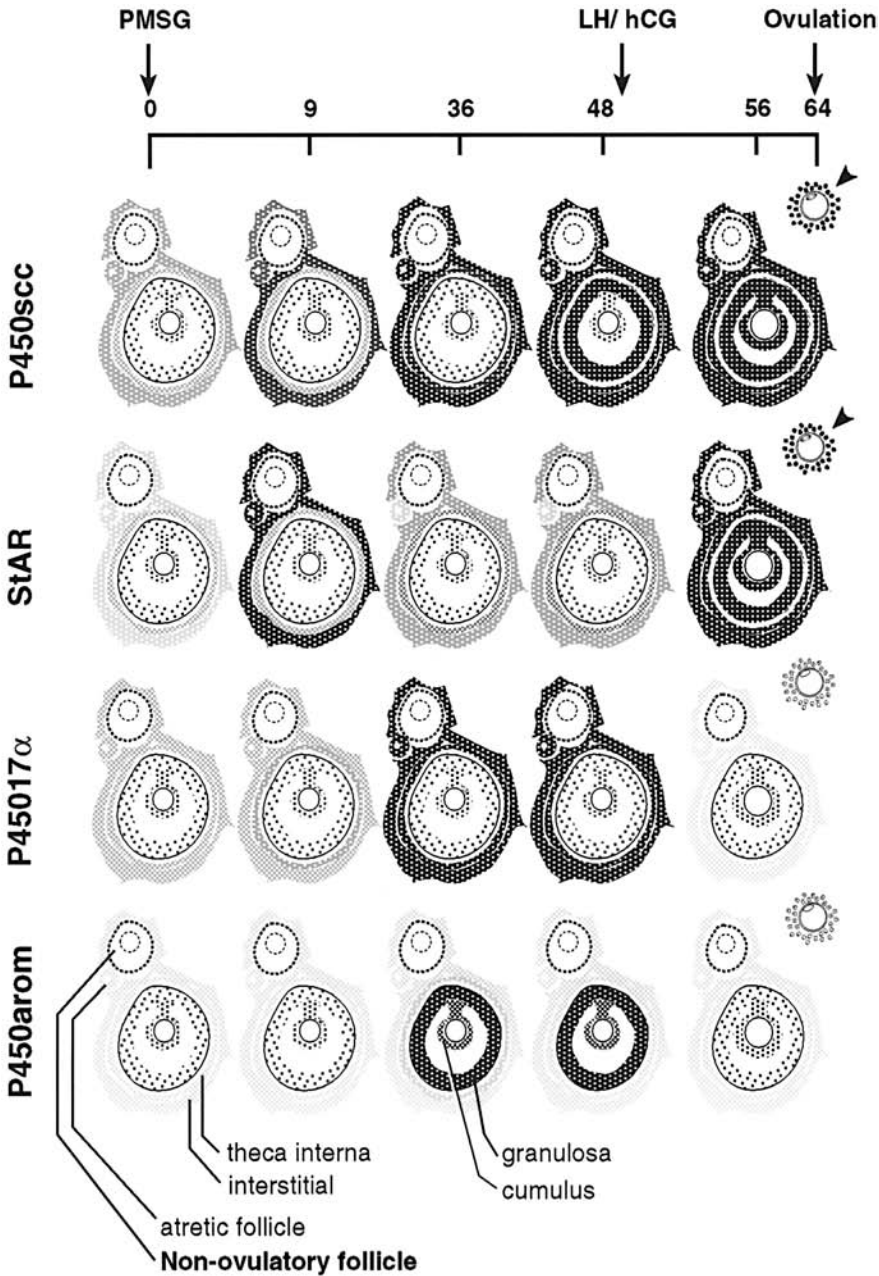 PMSG LH/ hCG Ovulation
0 9 36 48 56 64
P450scc
StAR
P45017α
P450arom
theca interna
interstitial
granulosa
cumulus
atretic follicle
Non-ovulatory follicle